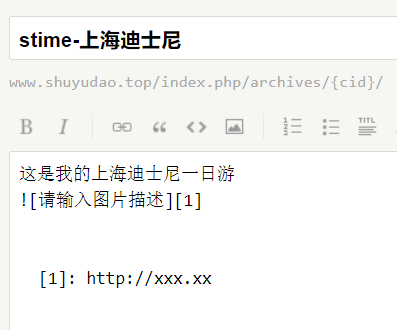 stime-上海迪士尼
www.shuyudao.top/index.php/archives/{cid}/
B I TITL
这是我的上海迪士尼一日游
![请输入图片描述][1]
[1]: http://xxx.xx